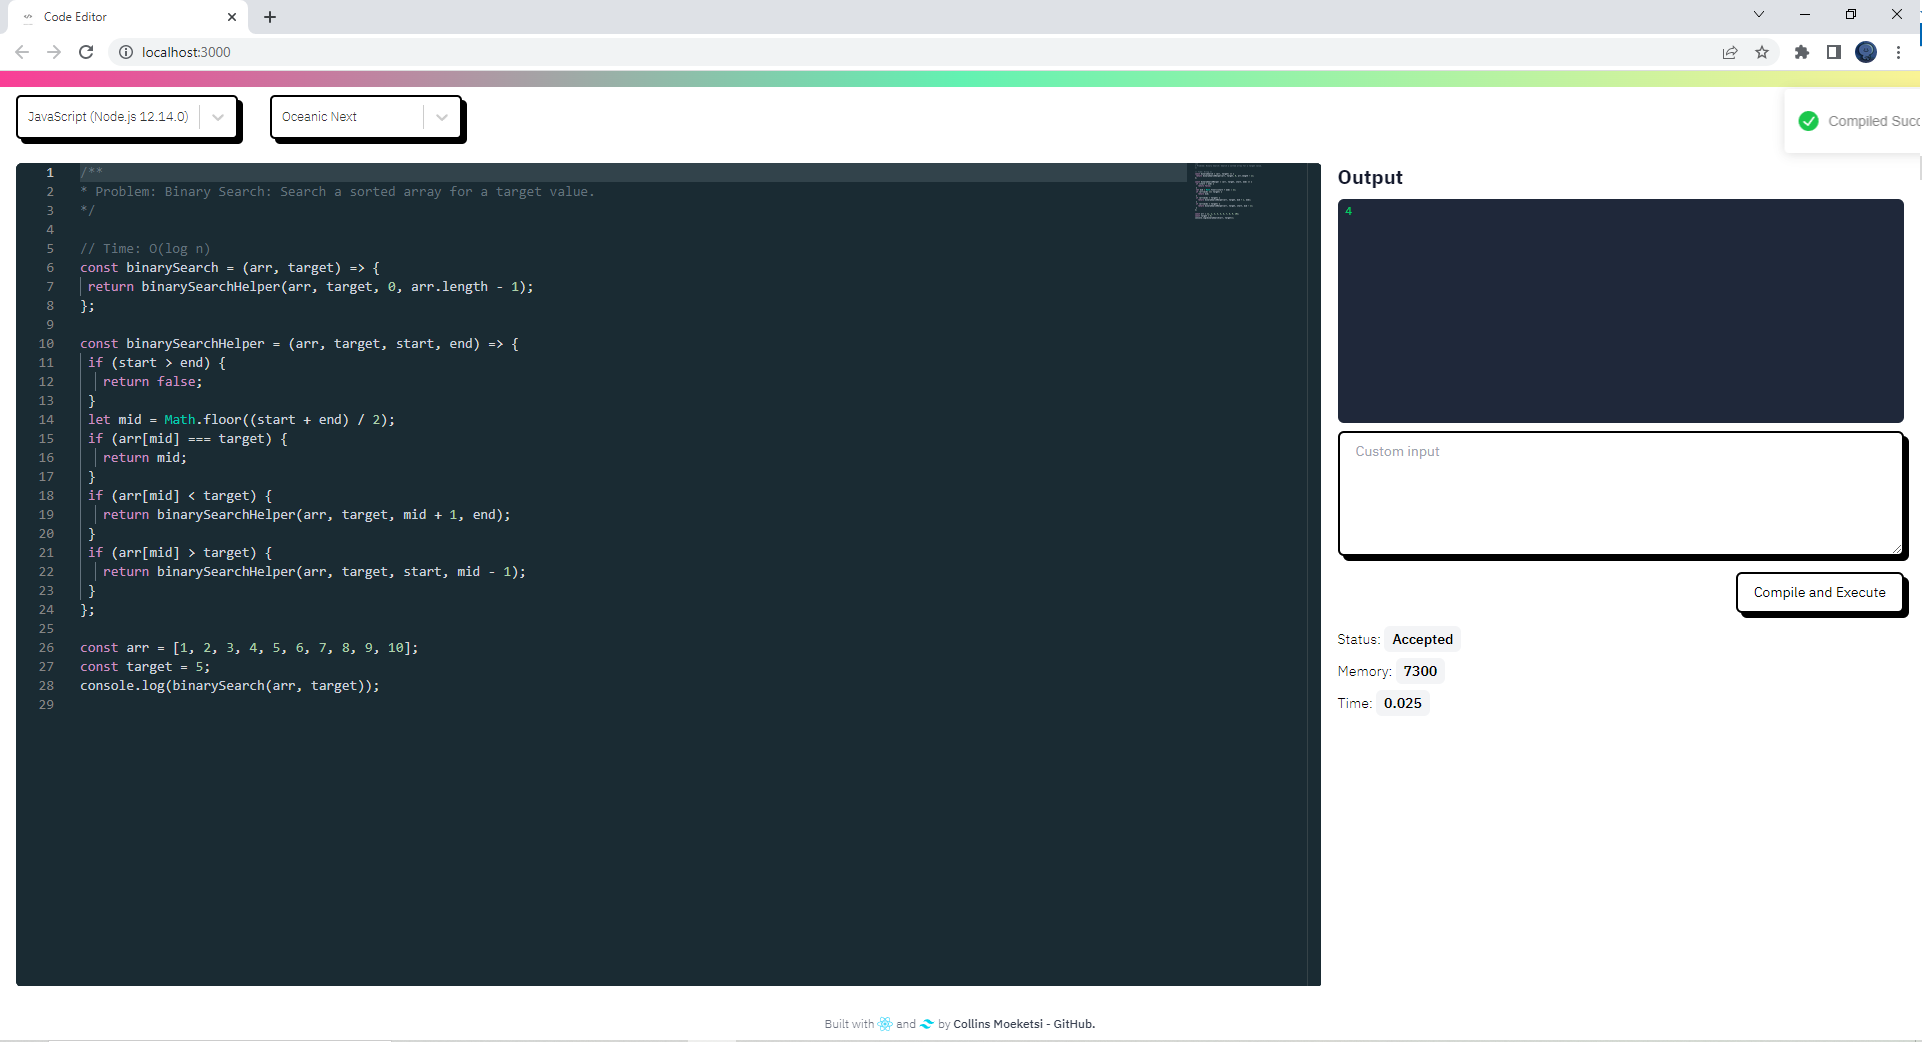 Code Editor
localhost:3000
JavaScript (Node.js 12.14.0)
Oceanic Next
Compiled Succ
1 /**
2 * Problem: Binary Search: Search a sorted array for a target value.
3 */
4
5 // Time: O(log n)
6 const binarySearch = (arr, target) => {
7 return binarySearchHelper(arr, target, 0, arr.length - 1);
8 };
9
10 const binarySearchHelper = (arr, target, start, end) => {
11 if (start > end) {
12 return false;
13 }
14 let mid = Math.floor((start + end) / 2);
15 if (arr[mid] === target) {
16 return mid;
17 }
18 if (arr[mid] < target) {
19 return binarySearchHelper(arr, target, mid + 1, end);
20 }
21 if (arr[mid] > target) {
22 return binarySearchHelper(arr, target, start, mid - 1);
23 }
24 };
25
26 const arr = [1, 2, 3, 4, 5, 6, 7, 8, 9, 10];
27 const target = 5;
28 console.log(binarySearch(arr, target));
29
Output
4
Custom input
Compile and Execute
Status: Accepted
Memory: 7300
Time: 0.025
Built with and by Collins Moeketsi - GitHub.